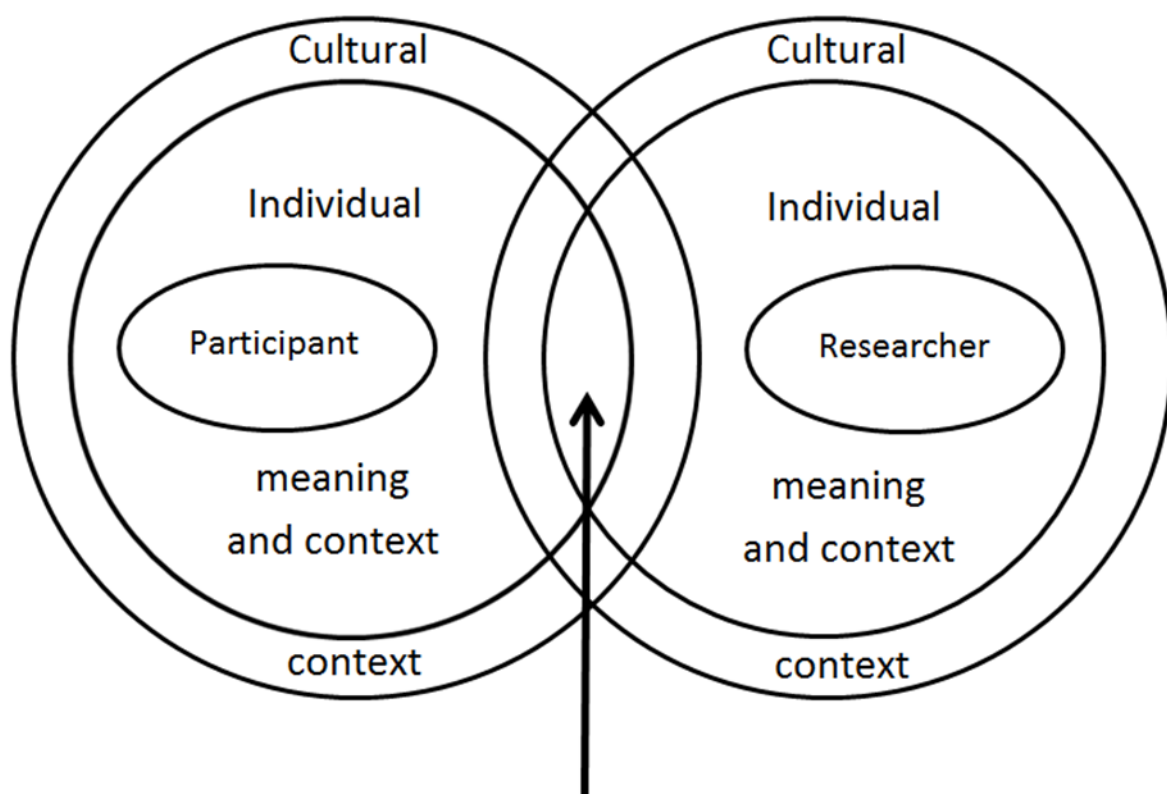 Cultural
Individual
Participant
meaning
and context
context
Cultural
Individual
Researcher
meaning
and context
context